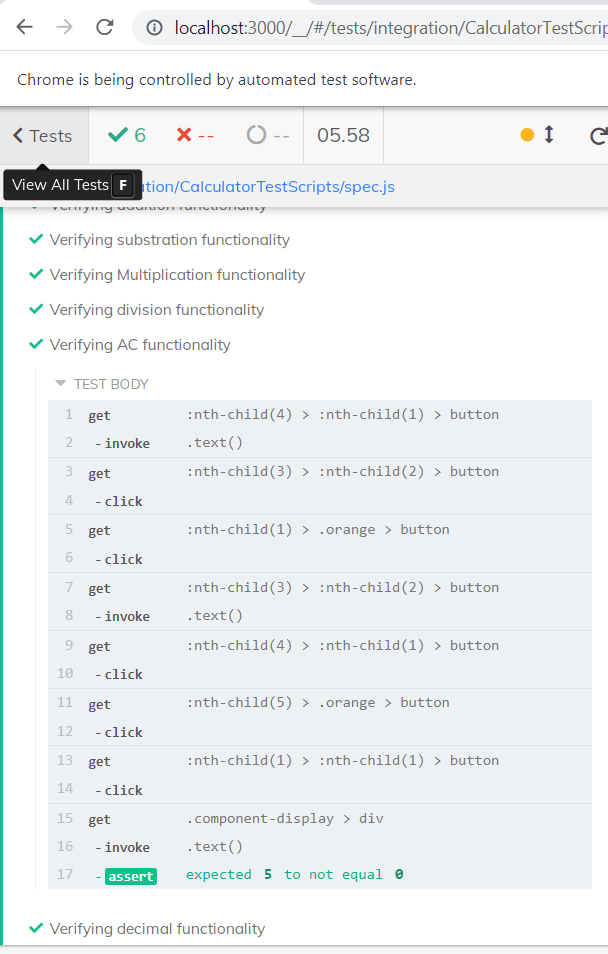 localhost:3000/__/#/tests/integration/CalculatorTestScrip
Chrome is being controlled by automated test software.
Tests 6 -- -- 05.58
View All Tests F ation/CalculatorTestScripts/spec.js
Verifying addition functionality
Verifying substration functionality
Verifying Multiplication functionality
Verifying division functionality
Verifying AC functionality
TEST BODY
1 get :nth-child(4) > :nth-child(1) > button
2 - invoke .text()
3 get :nth-child(3) > :nth-child(2) > button
4 - click
5 get :nth-child(1) > .orange > button
6 - click
7 get :nth-child(3) > :nth-child(2) > button
8 - invoke .text()
9 get :nth-child(4) > :nth-child(1) > button
10 - click
11 get :nth-child(5) > .orange > button
12 - click
13 get :nth-child(1) > :nth-child(1) > button
14 - click
15 get .component-display > div
16 - invoke .text()
17 - assert expected 5 to not equal 0
Verifying decimal functionality